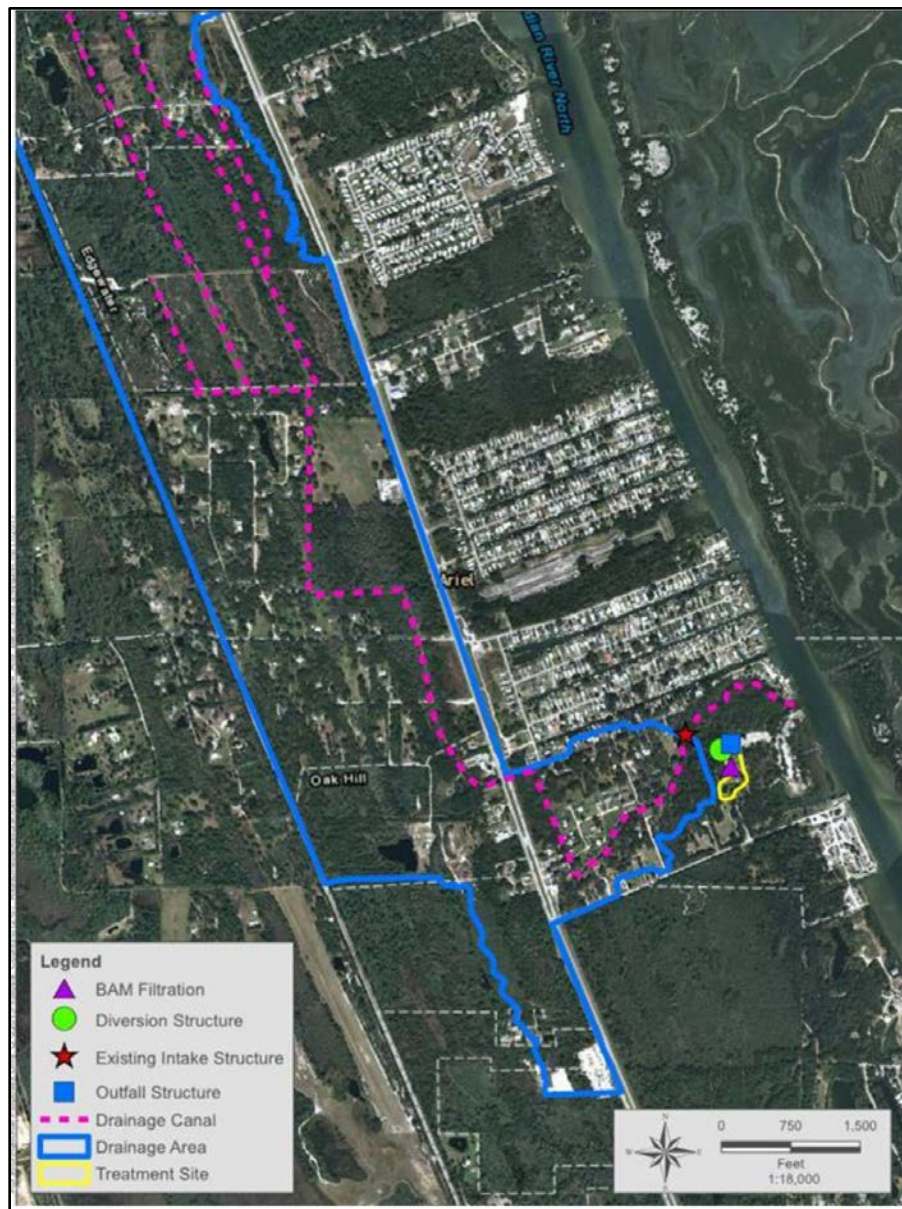 dian River North
Edgewater
Ariel
Oak Hill
Legend
BAM Filtration
Diversion Structure
Existing Intake Structure
Outfall Structure
Drainage Canal
Drainage Area
Treatment Site
N
W
E
S
0 750 1,500
Feet
1:18,000